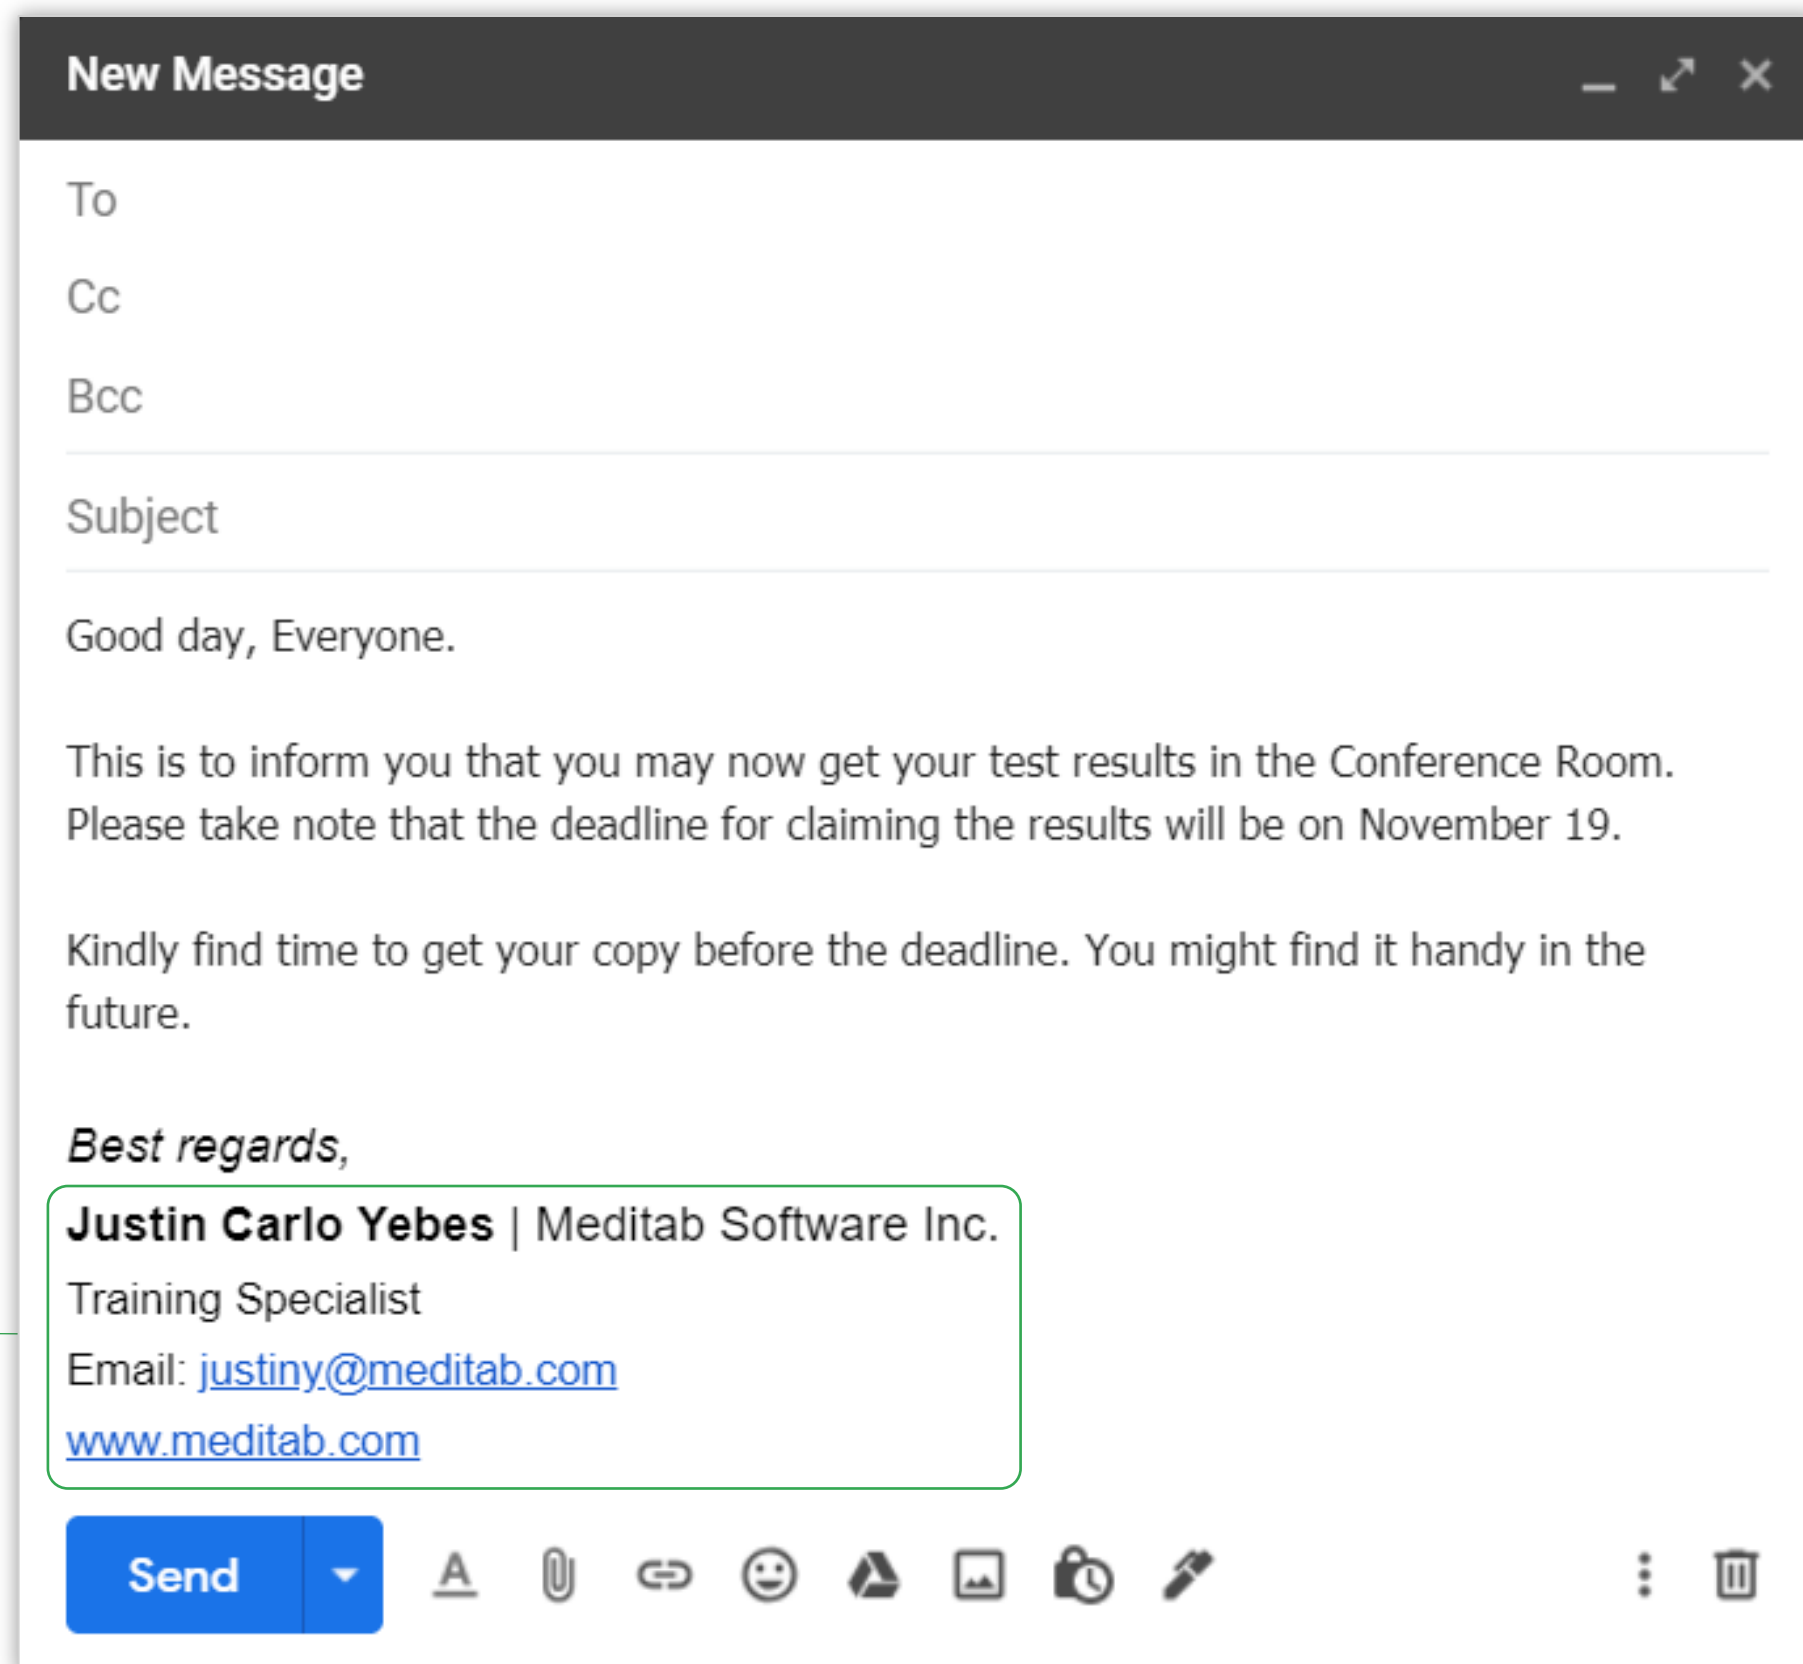 New Message
To
Cc
Bcc
Subject
Good day, Everyone.
This is to inform you that you may now get your test results in the Conference Room.
Please take note that the deadline for claiming the results will be on November 19.
Kindly find time to get your copy before the deadline. You might find it handy in the
future.
Best regards,
Justin Carlo Yebes | Meditab Software Inc.
Training Specialist
Email: justiny@meditab.com
www.meditab.com
Send